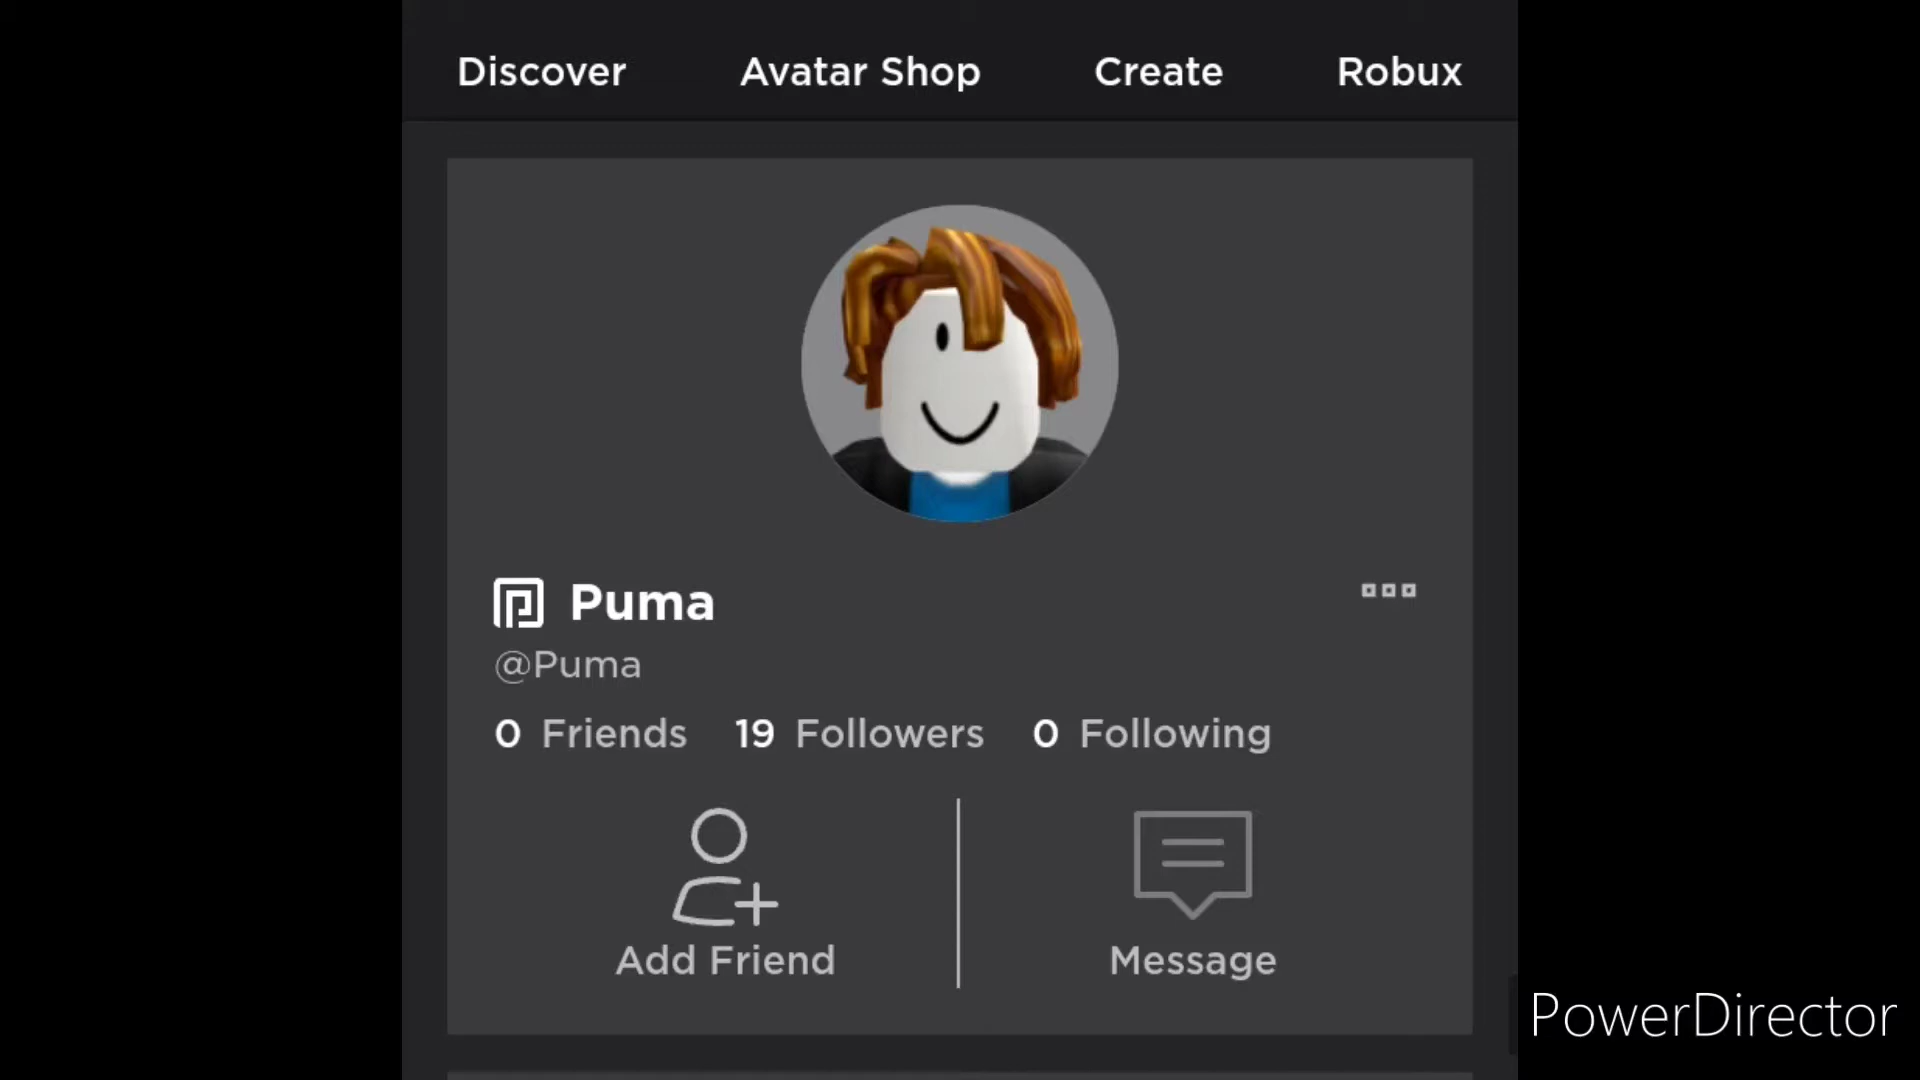 Discover Avatar Shop Create Robux
Puma
@Puma
0 Friends 19 Followers 0 Following
Add Friend Message
PowerDirector